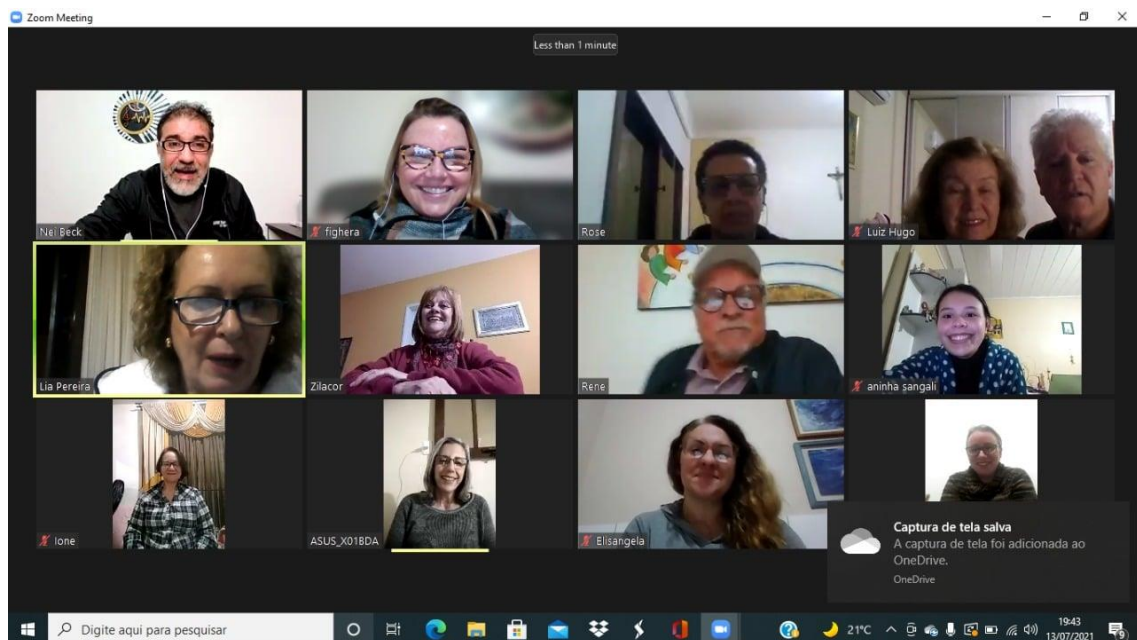 Zoom Meeting
Less than 1 minute
Nei Beck
fighera
Rose
Luiz Hugo
Lia Pereira
Zilacor
Rene
aninha sangali
Ione
ASUS_X01BDA
Elisangela
Captura de tela salva
A captura de tela foi adicionada ao
OneDrive.
OneDrive
Digite aqui para pesquisar
21°C
19:43
13/07/2021